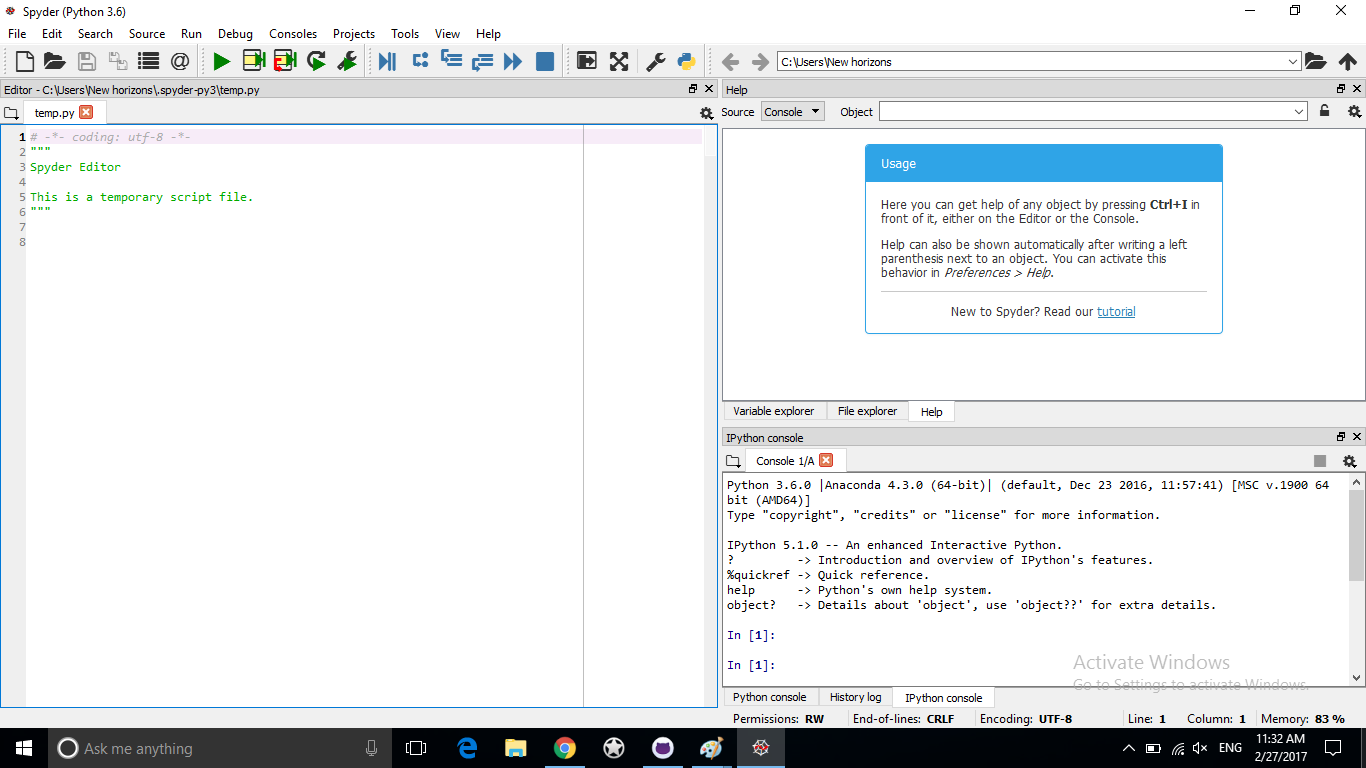 Spyder (Python 3.6)
File Edit Search Source Run Debug Consoles Projects Tools View Help
C:\Users\New horizons
Editor - C:\Users\New horizons\.spyder-py3\temp.py
temp.py
1 # -*- coding: utf-8 -*-
2 """
3 Spyder Editor
4
5 This is a temporary script file.
6 """
7
8
Help
Source Console Object
Usage
Here you can get help of any object by pressing Ctrl+I in
front of it, either on the Editor or the Console.
Help can also be shown automatically after writing a left
parenthesis next to an object. You can activate this
behavior in Preferences > Help.
New to Spyder? Read our tutorial
Variable explorer File explorer Help
IPython console
Console 1/A
Python 3.6.0 |Anaconda 4.3.0 (64-bit)| (default, Dec 23 2016, 11:57:41) [MSC v.1900 64
bit (AMD64)]
Type "copyright", "credits" or "license" for more information.
IPython 5.1.0 -- An enhanced Interactive Python.
? -> Introduction and overview of IPython's features.
%quickref -> Quick reference.
help -> Python's own help system.
object? -> Details about 'object', use 'object??' for extra details.
In [1]:
In [1]:
Activate Windows
Go to Settings to activate Windows.
Python console History log IPython console
Permissions: RW End-of-lines: CRLF Encoding: UTF-8 Line: 1 Column: 1 Memory: 83 %
Ask me anything
ENG
11:32 AM
2/27/2017